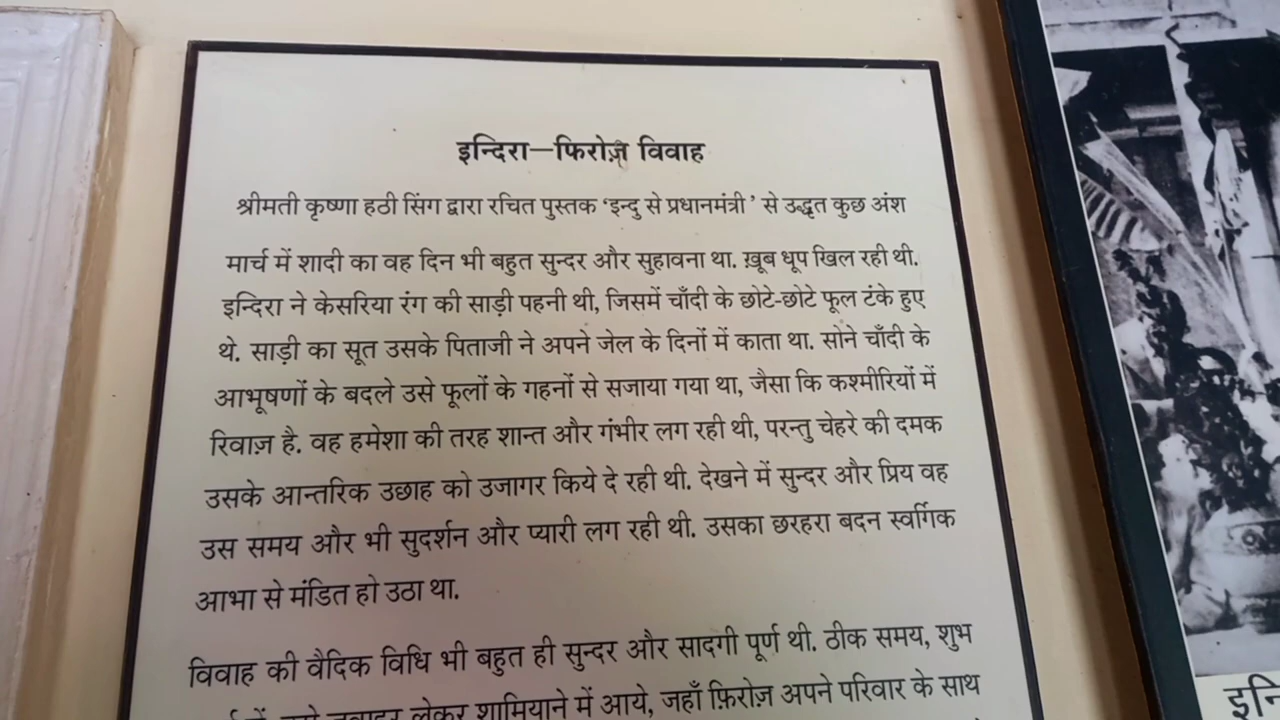 इन्दिरा—फिरोज़ विवाह
श्रीमती कृष्णा हठी सिंग द्वारा रचित पुस्तक ‘इन्दु से प्रधानमंत्री ’ से उद्धृत कुछ अंश
मार्च में शादी का वह दिन भी बहुत सुन्दर और सुहावना था. ख़ूब धूप खिल रही थी.
इन्दिरा ने केसरिया रंग की साड़ी पहनी थी, जिसमें चाँदी के छोटे-छोटे फूल टंके हुए
थे. साड़ी का सूत उसके पिताजी ने अपने जेल के दिनों में काता था. सोने चाँदी के
आभूषणों के बदले उसे फूलों के गहनों से सजाया गया था, जैसा कि कश्मीरियों में
रिवाज़ है. वह हमेशा की तरह शान्त और गंभीर लग रही थी, परन्तु चेहरे की दमक
उसके आन्तरिक उछाह को उजागर किये दे रही थी. देखने में सुन्दर और प्रिय वह
उस समय और भी सुदर्शन और प्यारी लग रही थी. उसका छरहरा बदन स्वर्गिक
आभा से मंडित हो उठा था.
विवाह की वैदिक विधि भी बहुत ही सुन्दर और सादगी पूर्ण थी. ठीक समय, शुभ
लेकर शामियाने में आये, जहाँ फ़िरोज़ अपने परिवार के साथ